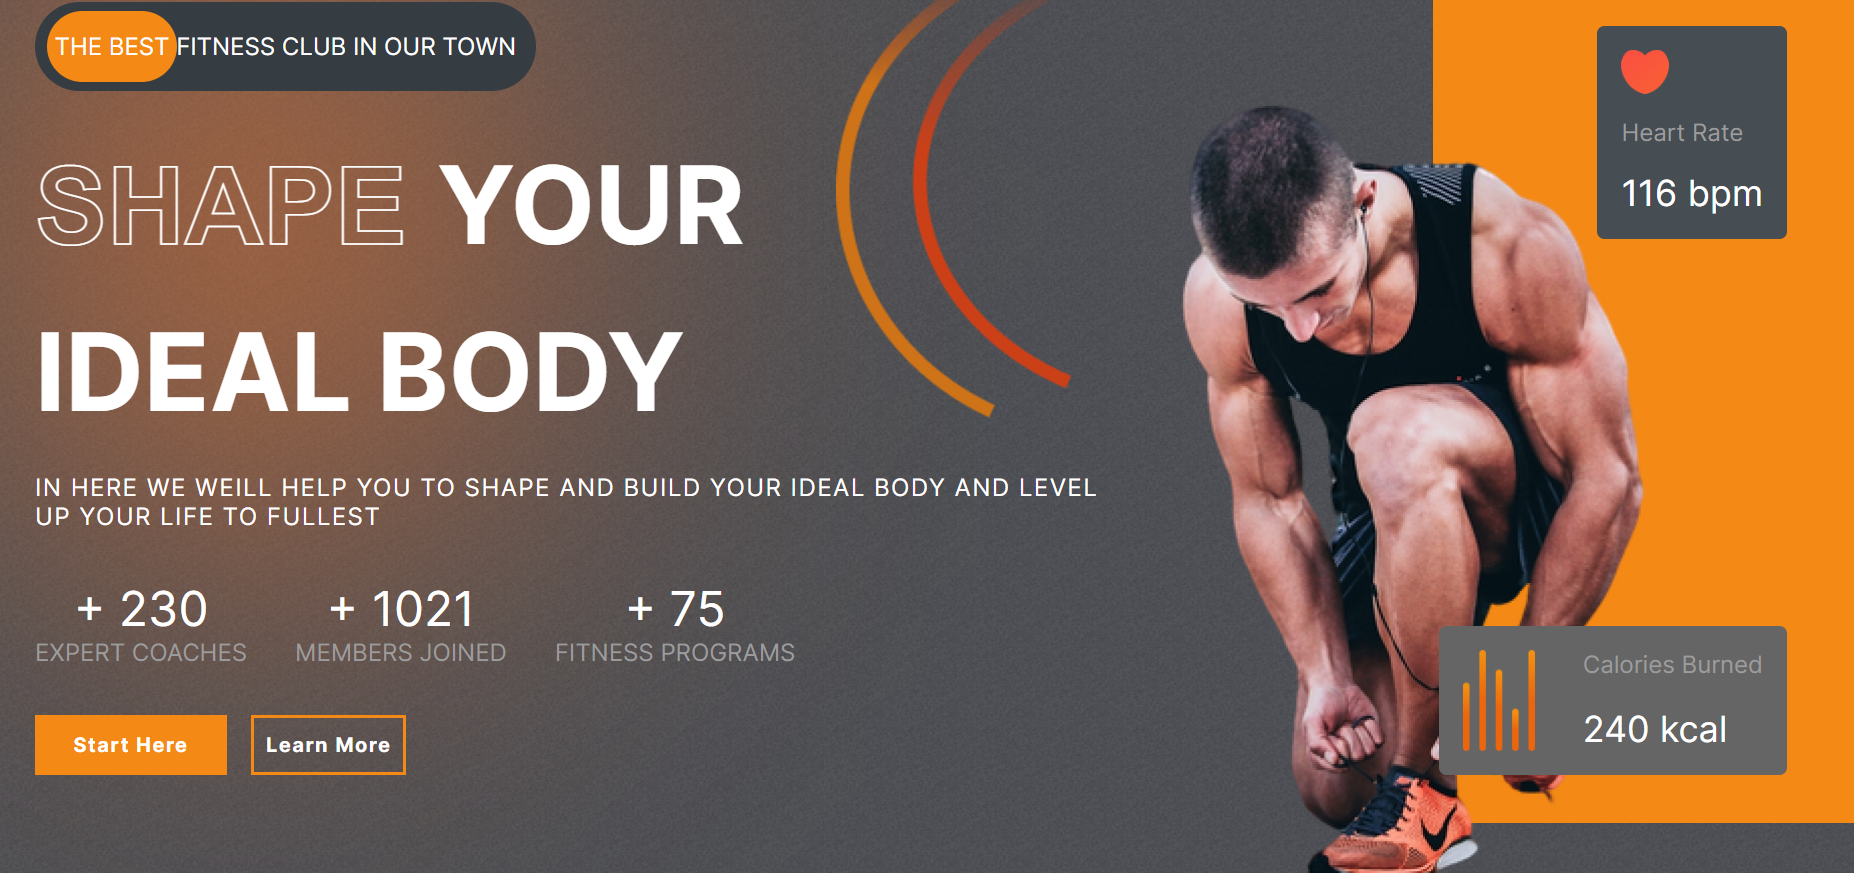 THE BEST FITNESS CLUB IN OUR TOWN
SHAPE YOUR
IDEAL BODY
IN HERE WE WEILL HELP YOU TO SHAPE AND BUILD YOUR IDEAL BODY AND LEVEL
UP YOUR LIFE TO FULLEST
+ 230
EXPERT COACHES
+ 1021
MEMBERS JOINED
+ 75
FITNESS PROGRAMS
Start Here
Learn More
Heart Rate
116 bpm
Calories Burned
240 kcal